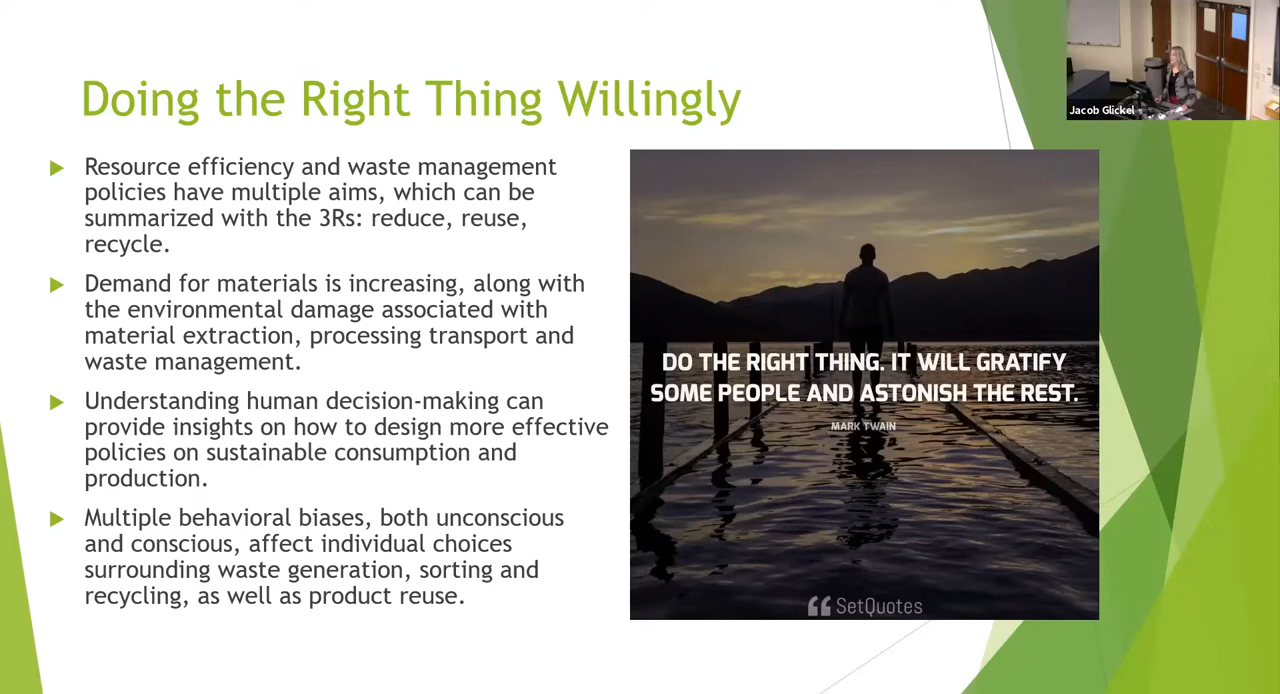 Doing the Right Thing Willingly
Resource efficiency and waste management
policies have multiple aims, which can be
summarized with the 3Rs: reduce, reuse,
recycle.
Demand for materials is increasing, along with
the environmental damage associated with
material extraction, processing transport and
waste management.
Understanding human decision-making can
provide insights on how to design more effective
policies on sustainable consumption and
production.
Multiple behavioral biases, both unconscious
and conscious, affect individual choices
surrounding waste generation, sorting and
recycling, as well as product reuse.
DO THE RIGHT THING. IT WILL GRATIFY
SOME PEOPLE AND ASTONISH THE REST.
MARK TWAIN
SetQuotes
Jacob Glickel